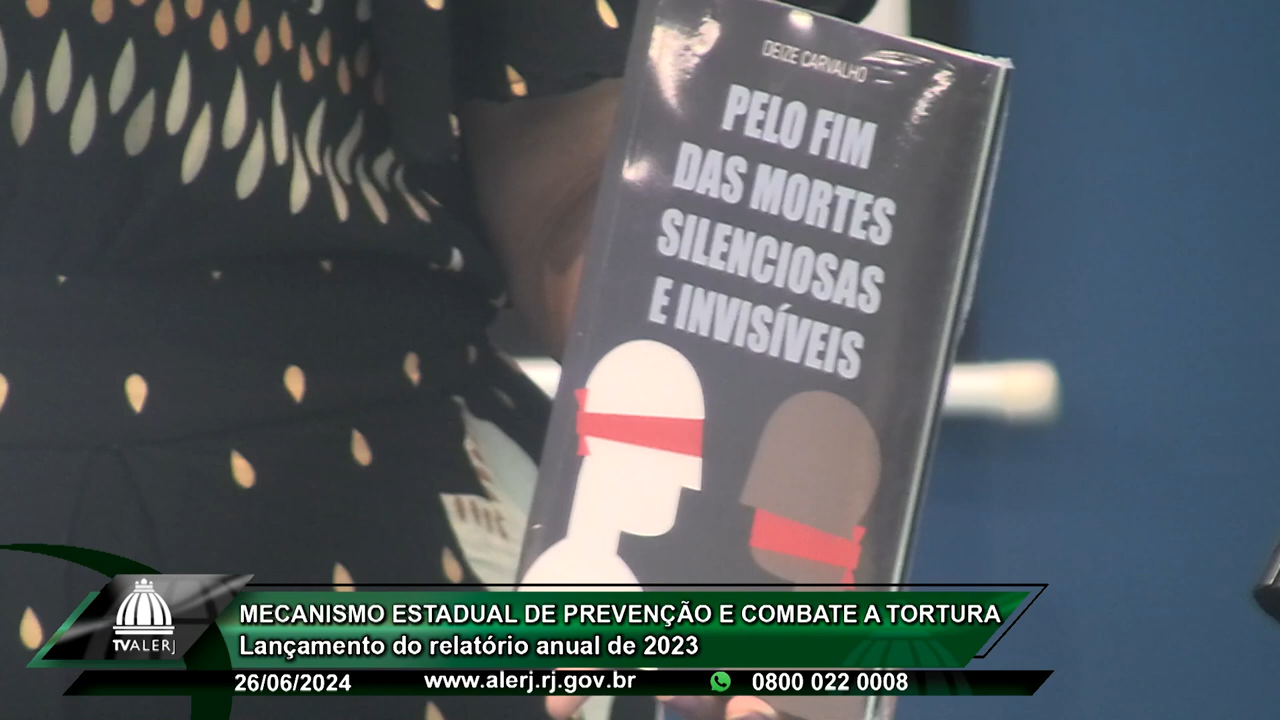 DEIZE CARVALHO
PELO FIM
DAS MORTES
SILENCIOSAS
E INVISÍVEIS
MECANISMO ESTADUAL DE PREVENÇÃO E COMBATE A TORTURA
Lançamento do relatório anual de 2023
TVALERJ
26/06/2024 www.alerj.rj.gov.br 0800 022 0008